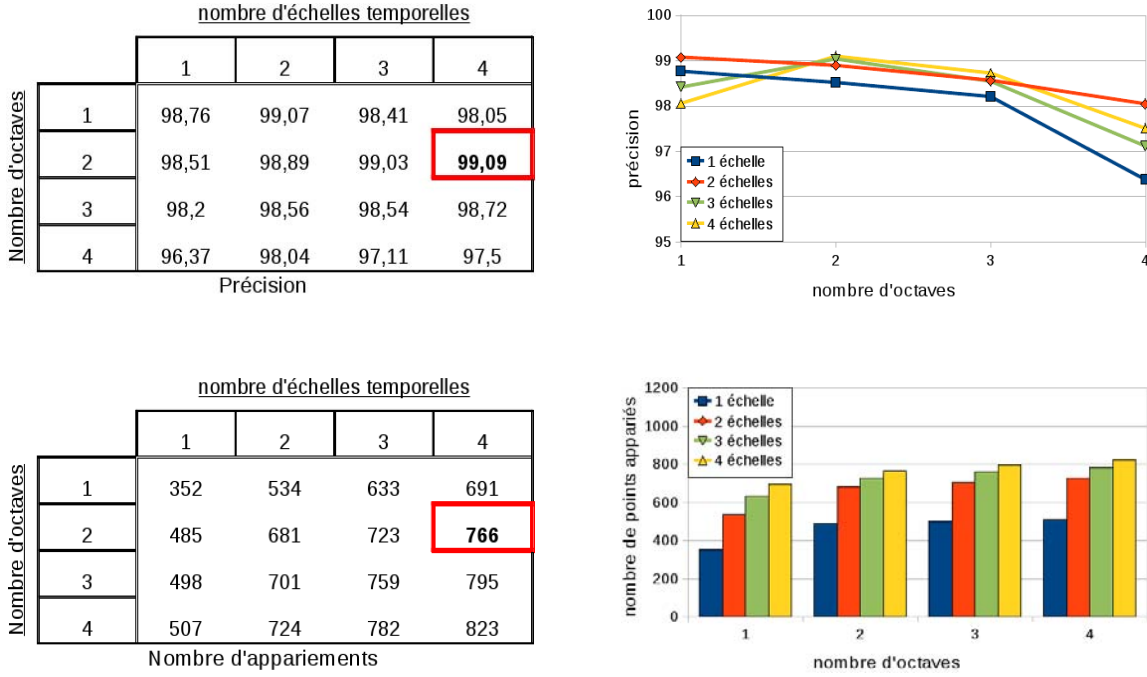 nombre d'échelles temporelles
1 2 3 4
Nombre d'octaves
1 98,76 99,07 98,41 98,05
2 98,51 98,89 99,03 99,09
3 98,2 98,56 98,54 98,72
4 96,37 98,04 97,11 97,5
Précision
100
99
98
97
96
95
précision
1 échelle
2 échelles
3 échelles
4 échelles
1 2 3 4
nombre d'octaves
nombre d'échelles temporelles
1 2 3 4
Nombre d'octaves
1 352 534 633 691
2 485 681 723 766
3 498 701 759 795
4 507 724 782 823
Nombre d'appariements
1200
1000
800
600
400
200
0
nombre de points appariés
1 échelle
2 échelles
3 échelles
4 échelles
1 2 3 4
nombre d'octaves